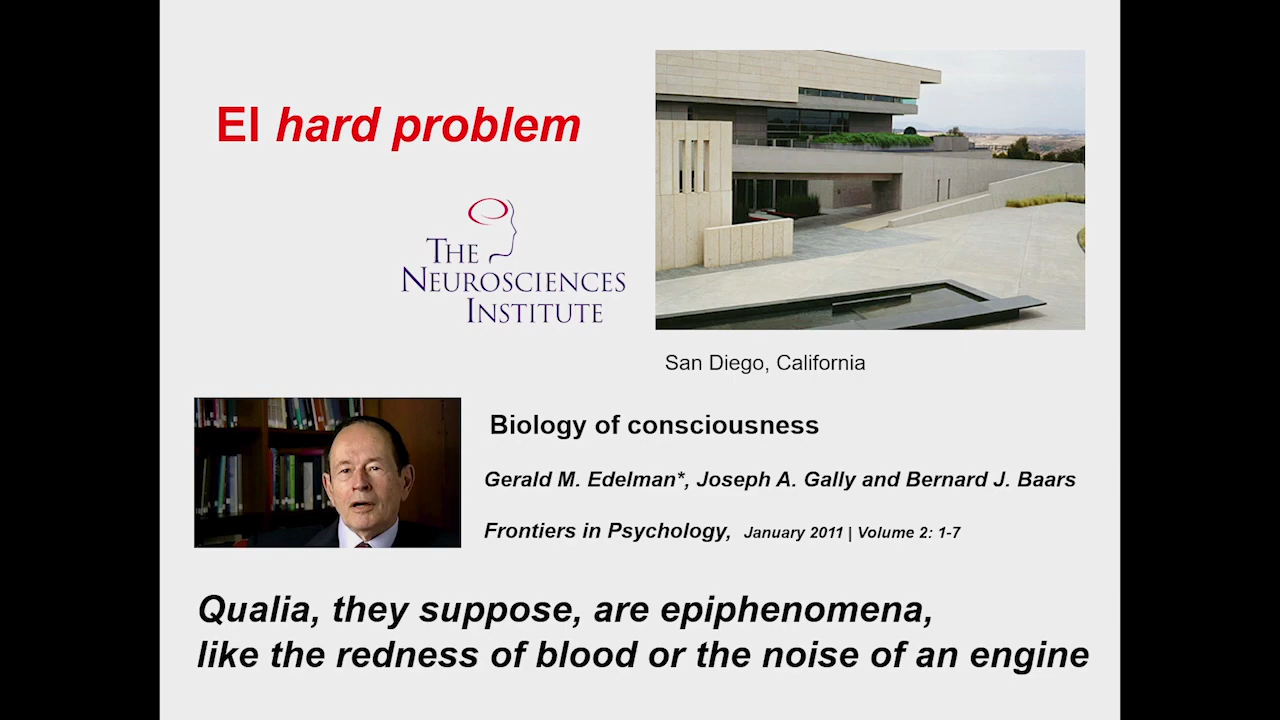 El hard problem
THE
NEUROSCIENCES
INSTITUTE
San Diego, California
Biology of consciousness
Gerald M. Edelman*, Joseph A. Gally and Bernard J. Baars
Frontiers in Psychology, January 2011 | Volume 2: 1-7
Qualia, they suppose, are epiphenomena,
like the redness of blood or the noise of an engine